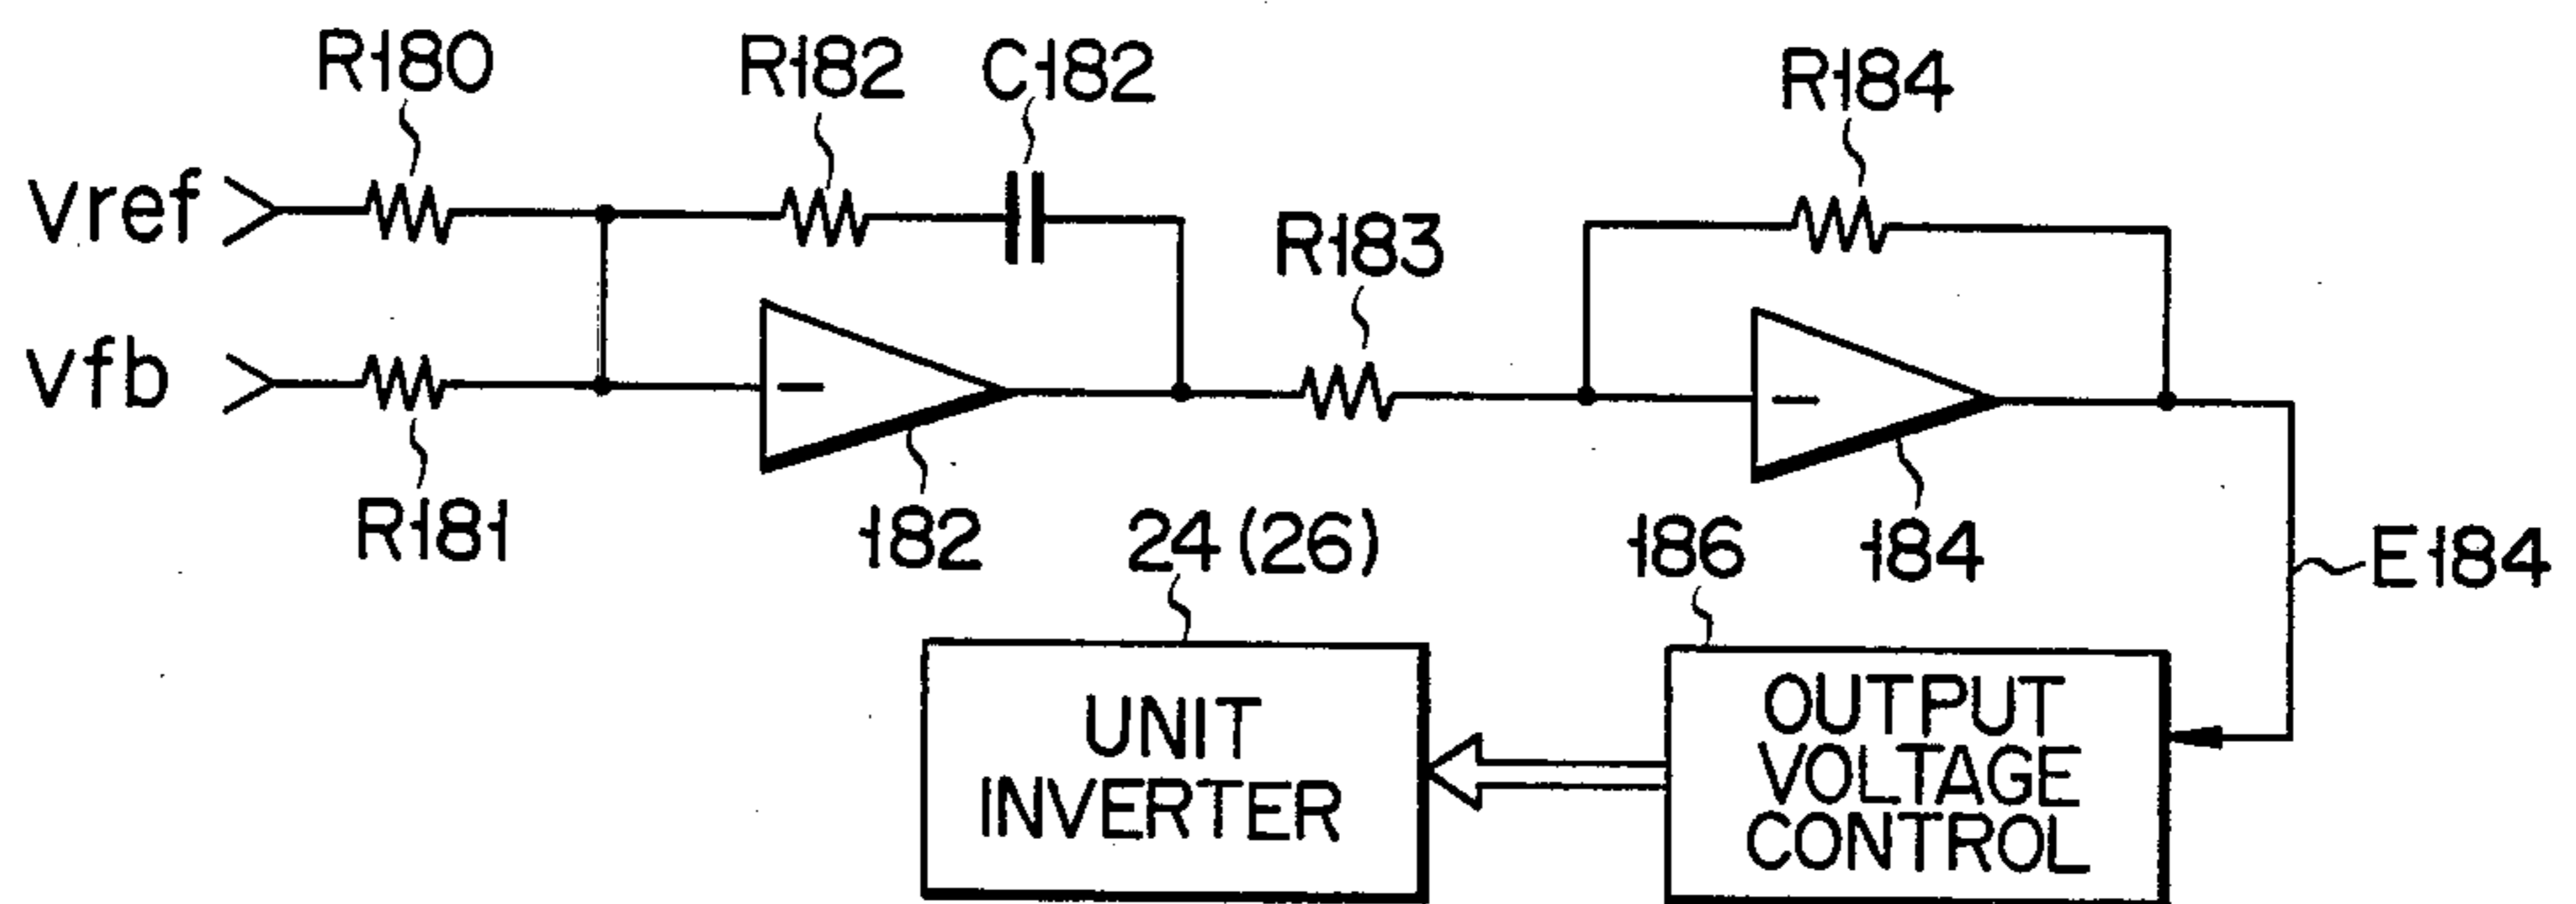 R180
R182
C182
R184
Vref
R183
Vfb
−
−
R181
182
24 (26)
186
184
E184
UNIT
INVERTER
OUTPUT
VOLTAGE
CONTROL